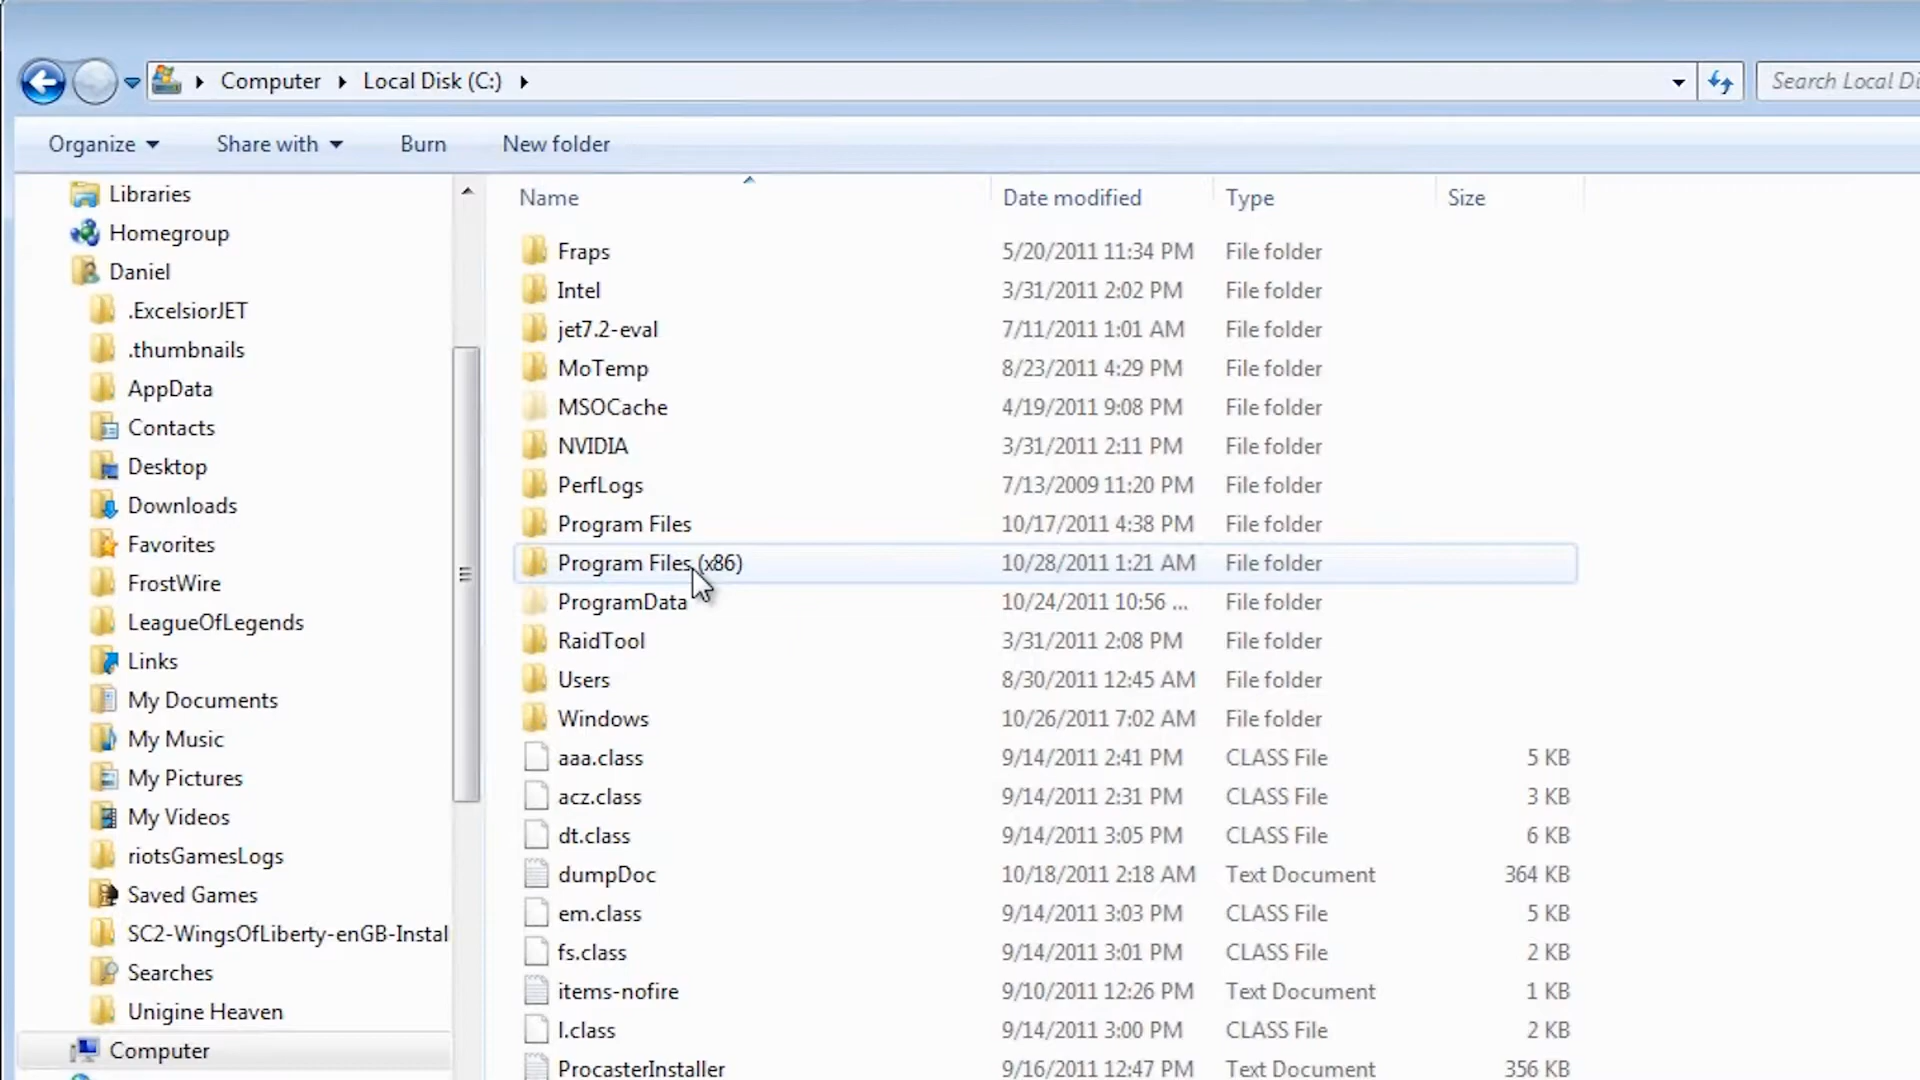 Computer Local Disk (C:) Search Local Di
Organize Share with Burn New folder
Libraries
Homegroup
Daniel
.ExcelsiorJET
.thumbnails
AppData
Contacts
Desktop
Downloads
Favorites
FrostWire
LeagueOfLegends
Links
My Documents
My Music
My Pictures
My Videos
riotsGamesLogs
Saved Games
SC2-WingsOfLiberty-enGB-Instal
Searches
Unigine Heaven
Computer
Name Date modified Type Size
Fraps 5/20/2011 11:34 PM File folder
Intel 3/31/2011 2:02 PM File folder
jet7.2-eval 7/11/2011 1:01 AM File folder
MoTemp 8/23/2011 4:29 PM File folder
MSOCache 4/19/2011 9:08 PM File folder
NVIDIA 3/31/2011 2:11 PM File folder
PerfLogs 7/13/2009 11:20 PM File folder
Program Files 10/17/2011 4:38 PM File folder
Program Files (x86) 10/28/2011 1:21 AM File folder
ProgramData 10/24/2011 10:56 ... File folder
RaidTool 3/31/2011 2:08 PM File folder
Users 8/30/2011 12:45 AM File folder
Windows 10/26/2011 7:02 AM File folder
aaa.class 9/14/2011 2:41 PM CLASS File 5 KB
acz.class 9/14/2011 2:31 PM CLASS File 3 KB
dt.class 9/14/2011 3:05 PM CLASS File 6 KB
dumpDoc 10/18/2011 2:18 AM Text Document 364 KB
em.class 9/14/2011 3:03 PM CLASS File 5 KB
fs.class 9/14/2011 3:01 PM CLASS File 2 KB
items-nofire 9/10/2011 12:26 PM Text Document 1 KB
l.class 9/14/2011 3:00 PM CLASS File 2 KB
ProcasterInstaller 9/16/2011 12:47 PM Text Document 356 KB